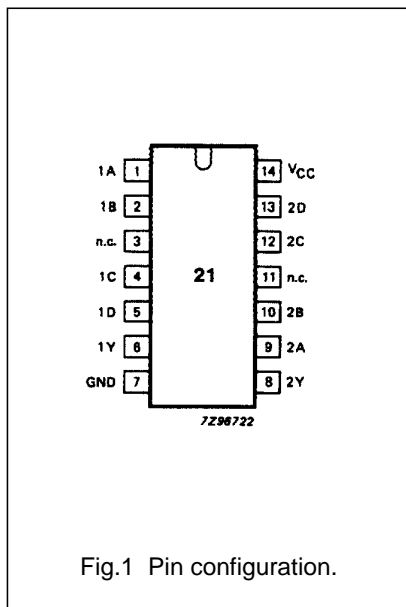 1A 1 14 VCC
1B 2 13 2D
n.c. 3 12 2C
1C 4 21 11 n.c.
1D 5 10 2B
1Y 6 9 2A
GND 7 8 2Y
7Z96722
Fig.1 Pin configuration.